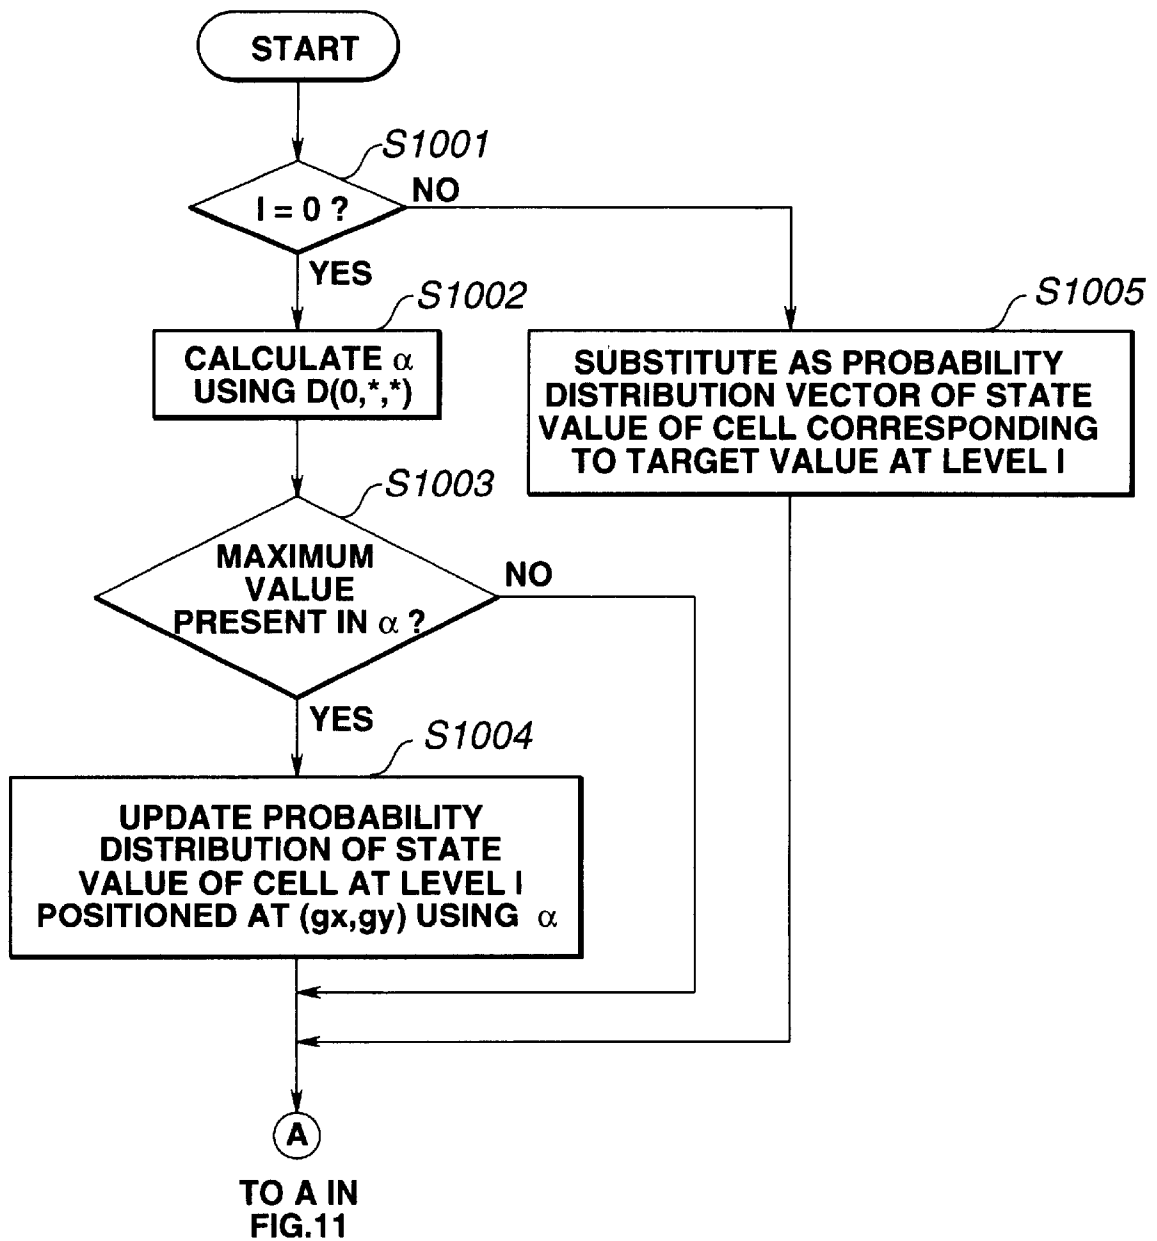 START
S1001
I = 0 ?
NO
YES
S1002
CALCULATE α
USING D(0,*,*)
S1005
SUBSTITUTE AS PROBABILITY
DISTRIBUTION VECTOR OF STATE
VALUE OF CELL CORRESPONDING
TO TARGET VALUE AT LEVEL I
S1003
MAXIMUM
VALUE
PRESENT IN α ?
NO
YES
S1004
UPDATE PROBABILITY
DISTRIBUTION OF STATE
VALUE OF CELL AT LEVEL I
POSITIONED AT (gx,gy) USING α
A
TO A IN
FIG.11